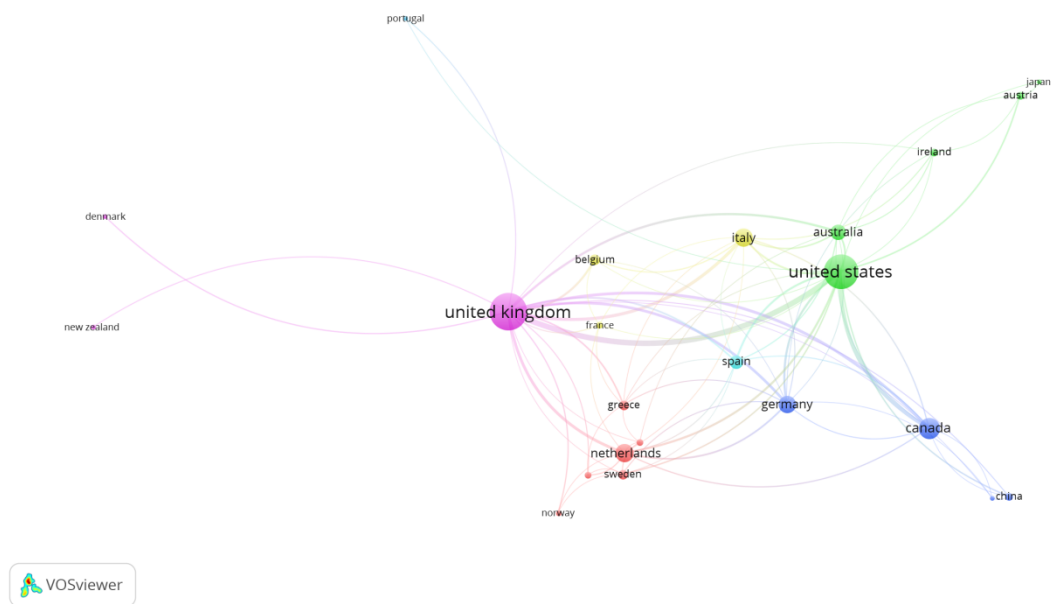 portugal
japan
austria
ireland
denmark
australia
italy
belgium
united states
united kingdom
new zealand
france
spain
greece
germany
canada
netherlands
sweden
china
norway
VOSviewer